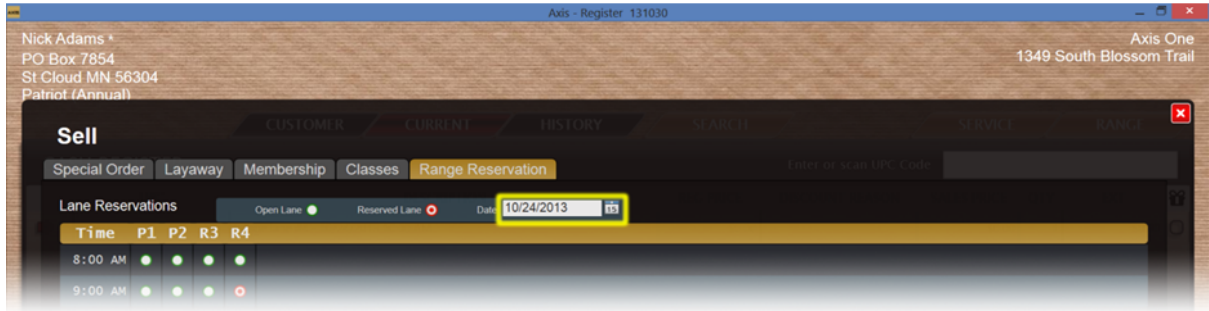 AXIS
Axis - Register 131030
Nick Adams *
PO Box 7854
St Cloud MN 56304
Patriot (Annual)
Axis One
1349 South Blossom Trail
CUSTOMER CURRENT HISTORY SEARCH SERVICE RANGE
Sell
Special Order Layaway Membership Classes Range Reservation
Enter or scan UPC Code
Lane Reservations Open Lane Reserved Lane Date 10/24/2013 15
Time P1 P2 R3 R4
8:00 AM
9:00 AM